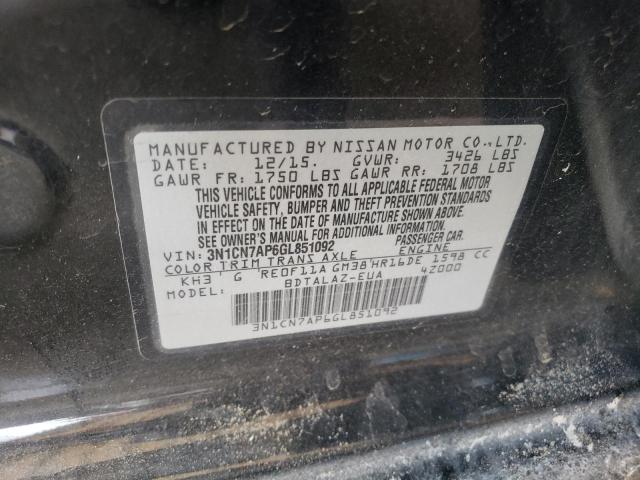 MANUFACTURED BY NISSAN MOTOR CO.,LTD.
DATE: 12/15. GVWR: 3426 LBS
GAWR FR: 1750 LBS GAWR RR: 1708 LBS
THIS VEHICLE CONFORMS TO ALL APPLICABLE FEDERAL MOTOR
VEHICLE SAFETY, BUMPER AND THEFT PREVENTION STANDARDS
IN EFFECT ON THE DATE OF MANUFACTURE SHOWN ABOVE.
SEE OWNER'S MANUAL FOR ADDITIONAL INFORMATION.
VIN: 3N1CN7AP6GL851092 PASSENGER CAR.
COLOR TRIM TRANS AXLE ENGINE
KH3 G RE0F11A GM38 HR16DE 1598 CC
MODEL: BDTALAZ-EUA 42000
3N1CN7AP6GL851092